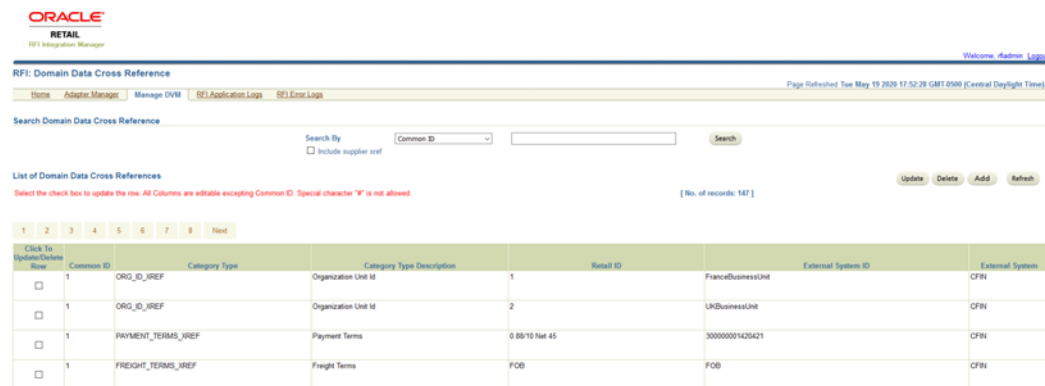 ORACLE
RETAIL
RFI Integration Manager
Welcome, rfiadmin Logout
RFI: Domain Data Cross Reference
Page Refreshed Tue May 19 2020 17:52:28 GMT-0500 (Central Daylight Time)
Home Adapter Manager Manage DVM RFI Application Logs RFI Error Logs
Search Domain Data Cross Reference
Search By Common ID Search
Include supplier xref
List of Domain Data Cross References
Update Delete Add Refresh
Select the check box to update the row. All Columns are editable excepting Common ID. Special character "#" is not allowed. [ No. of records: 147 ]
1 2 3 4 5 6 7 8 Next
Click To Update/Delete Row Common ID Category Type Category Type Description Retail ID External System ID External System
1 ORG_ID_XREF Organization Unit Id 1 FranceBusinessUnit CFIN
1 ORG_ID_XREF Organization Unit Id 2 UKBusinessUnit CFIN
1 PAYMENT_TERMS_XREF Payment Terms 0.88/10 Net 45 300000001420421 CFIN
1 FREIGHT_TERMS_XREF Freight Terms FOB FOB CFIN